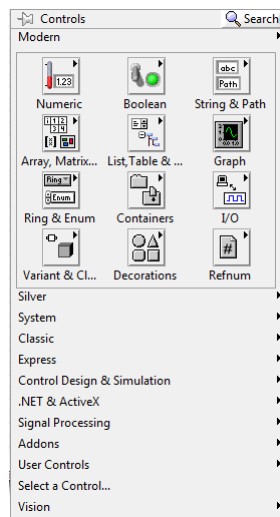 Controls Search
Modern
1.23 abc Path
Numeric Boolean String & Path
Array, Matrix... List, Table & ... Graph
Ring Enum
Ring & Enum Containers I/O
#
Variant & Cl... Decorations Refnum
Silver
System
Classic
Express
Control Design & Simulation
.NET & ActiveX
Signal Processing
Addons
User Controls
Select a Control...
Vision